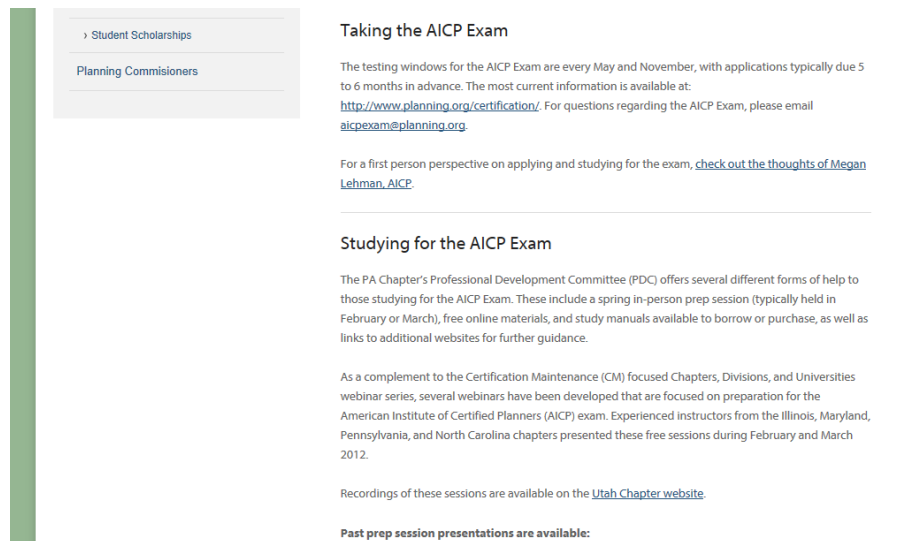 › Student Scholarships
Planning Commisioners
Taking the AICP Exam
The testing windows for the AICP Exam are every May and November, with applications typically due 5
to 6 months in advance. The most current information is available at:
http://www.planning.org/certification/. For questions regarding the AICP Exam, please email
aicpexam@planning.org.
For a first person perspective on applying and studying for the exam, check out the thoughts of Megan
Lehman, AICP.
Studying for the AICP Exam
The PA Chapter's Professional Development Committee (PDC) offers several different forms of help to
those studying for the AICP Exam. These include a spring in-person prep session (typically held in
February or March), free online materials, and study manuals available to borrow or purchase, as well as
links to additional websites for further guidance.
As a complement to the Certification Maintenance (CM) focused Chapters, Divisions, and Universities
webinar series, several webinars have been developed that are focused on preparation for the
American Institute of Certified Planners (AICP) exam. Experienced instructors from the Illinois, Maryland,
Pennsylvania, and North Carolina chapters presented these free sessions during February and March
2012.
Recordings of these sessions are available on the Utah Chapter website.
Past prep session presentations are available: